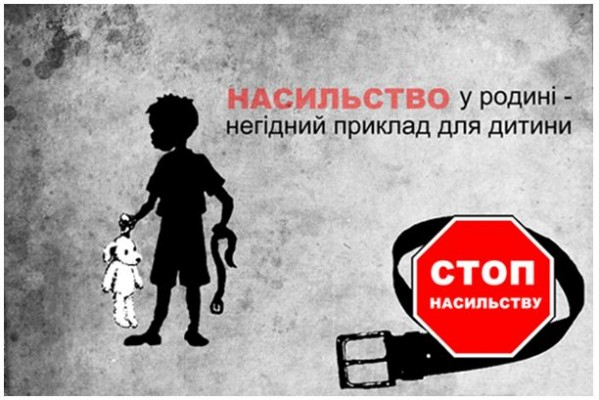 НАСИЛЬСТВО у родині -
негідний приклад для дитини
СТОП
НАСИЛЬСТВУ